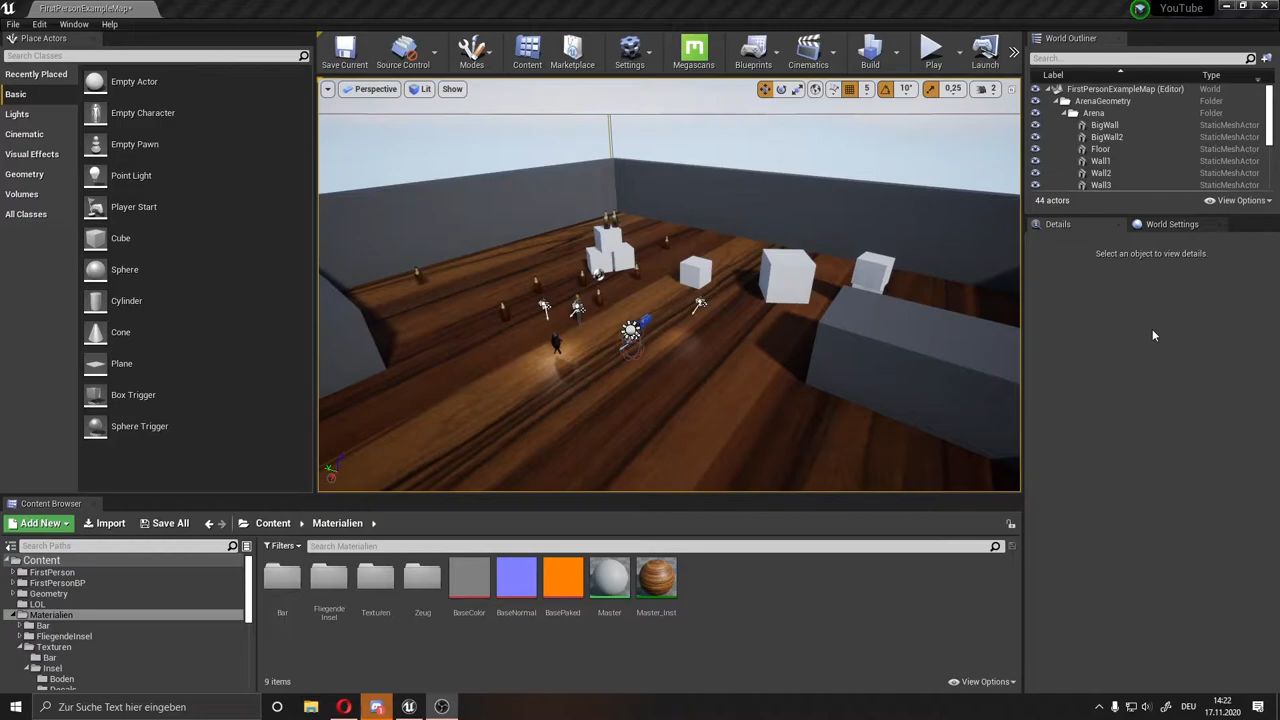 FirstPersonExampleMap*
YouTube
File Edit Window Help
Place Actors
Search Classes
Recently Placed
Basic
Lights
Cinematic
Visual Effects
Geometry
Volumes
All Classes
Empty Actor
Empty Character
Empty Pawn
Point Light
Player Start
Cube
Sphere
Cylinder
Cone
Plane
Box Trigger
Sphere Trigger
Save Current Source Control Modes Content Marketplace Settings Megascans Blueprints Cinematics Build Play Launch
Perspective Lit Show 5 10° 0,25 2
World Outliner
Search...
Label Type
FirstPersonExampleMap (Editor) World
ArenaGeometry Folder
Arena Folder
BigWall StaticMeshActor
BigWall2 StaticMeshActor
Floor StaticMeshActor
Wall1 StaticMeshActor
Wall2 StaticMeshActor
Wall3 StaticMeshActor
44 actors View Options
Details World Settings
Select an object to view details.
Content Browser
Add New Import Save All Content Materialien
Search Paths
Content
FirstPerson
FirstPersonBP
Geometry
LOL
Materialien
Bar
FliegendeInsel
Texturen
Bar
Insel
Boden
Decals
Filters Search Materialien
Bar
Fliegende
Insel
Texturen
Zeug
BaseColor
BaseNormal
BasePaked
Master
Master_Inst
9 items View Options
Zur Suche Text hier eingeben
DEU
14:22
17.11.2020